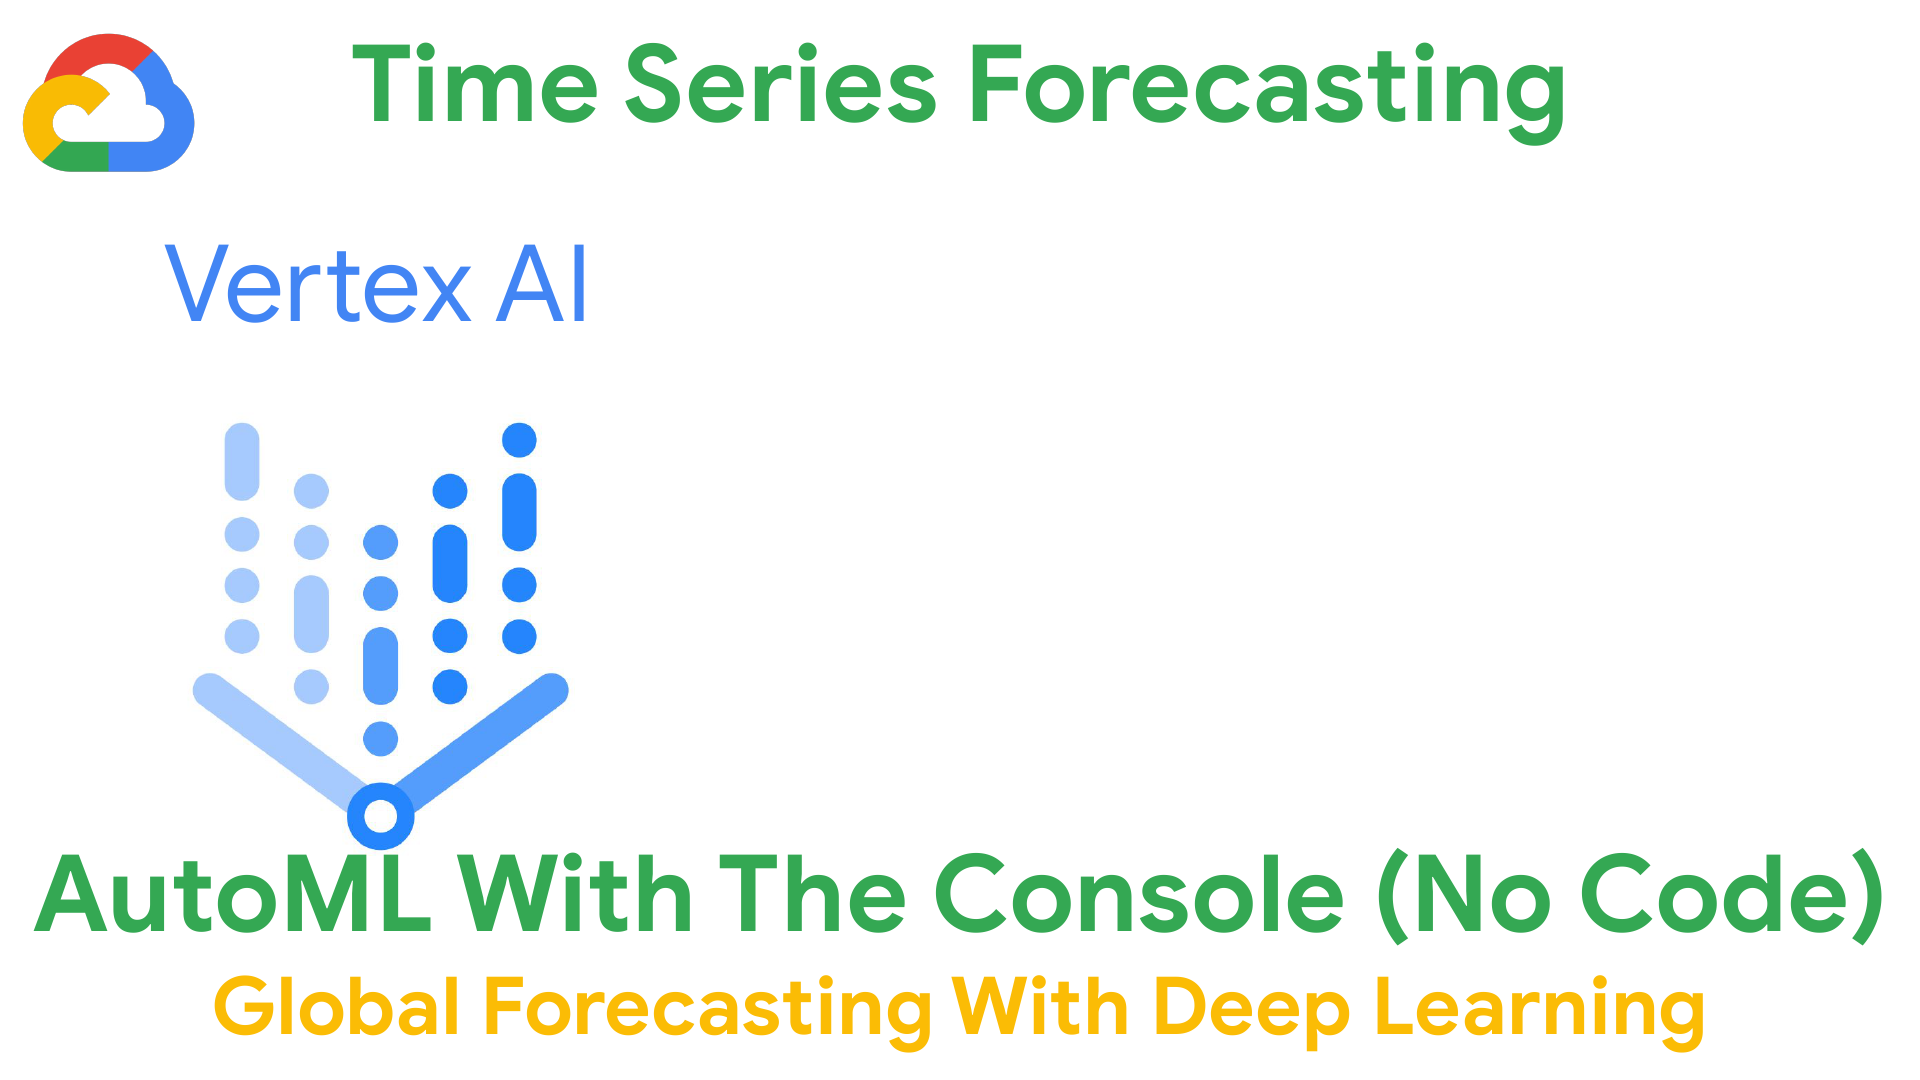 Time Series Forecasting
Vertex AI
AutoML With The Console (No Code)
Global Forecasting With Deep Learning